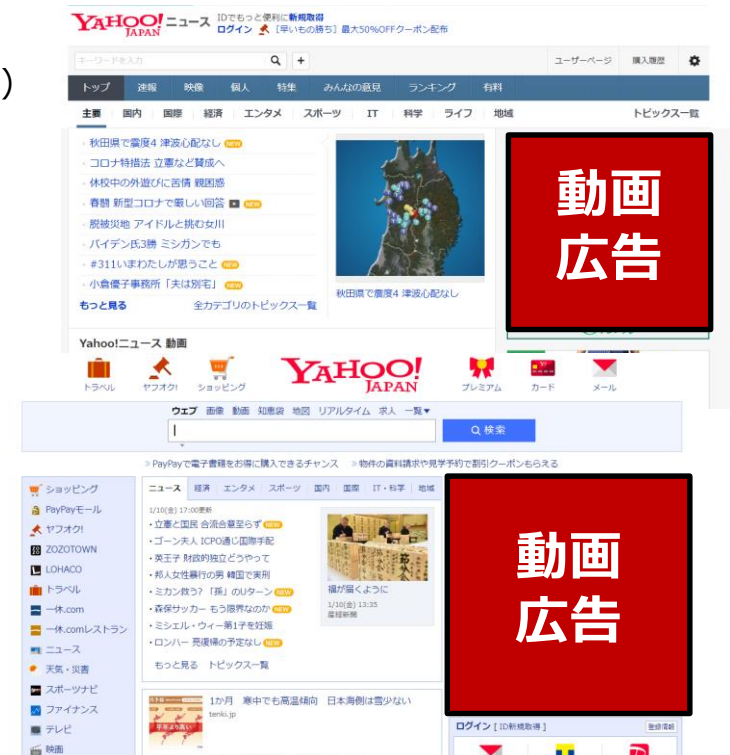 )
YAHOO! JAPAN ニュース
IDでもっと便利に新規取得
ログイン [早いもの勝ち] 最大50%OFFクーポン配布
キーワードを入力
ユーザーページ 購入履歴
トップ 速報 映像 個人 特集 みんなの意見 ランキング 有料
主要 国内 国際 経済 エンタメ スポーツ IT 科学 ライフ 地域 トピックス一覧
秋田県で震度4 津波心配なし NEW
コロナ特措法 立憲など賛成へ
休校中の外遊びに苦情 親困惑
春闘 新型コロナで厳しい回答 NEW
脱被災地 アイドルと挑む女川
バイデン氏3勝 ミシガンでも
#311いまわたしが思うこと NEW
小倉優子事務所「夫は別宅」 NEW
もっと見る 全カテゴリのトピックス一覧
秋田県で震度4 津波心配なし
動画
広告
Yahoo!ニュース 動画
トラベル ヤフオク! ショッピング YAHOO! JAPAN プレミアム カード メール
ウェブ 画像 動画 知恵袋 地図 リアルタイム 求人 一覧▼
検索
PayPayで電子書籍をお得に購入できるチャンス
物件の資料請求や見学予約で割引クーポンもらえる
ショッピング
PayPayモール
ヤフオク!
ZOZOTOWN
LOHACO
トラベル
一休.com
一休.comレストラン
ニュース
天気・災害
スポーツナビ
ファイナンス
テレビ
映画
ニュース 経済 エンタメ スポーツ 国内 国際 IT・科学 地域
1/10(金) 17:00更新
・立憲と国民 合流合意至らず NEW
・ゴーン夫人 ICPO通じ国際手配
・英王子 財政的独立どうやって
・邦人女性暴行の男 韓国で実刑
・ミカン救う? 「孫」のUターン NEW
・森保サッカー もう限界なのか NEW
・ミシェル・ウィー第1子を妊娠
・ロンハー 亮復帰の予定なし NEW
もっと見る トピックス一覧
福が届くように
1/10(金) 13:35
産経新聞
1か月 寒中でも高温傾向 日本海側は雪少ない
tenki.jp
平年より高い
動画
広告
ログイン [ ID新規取得 ]
登録情報